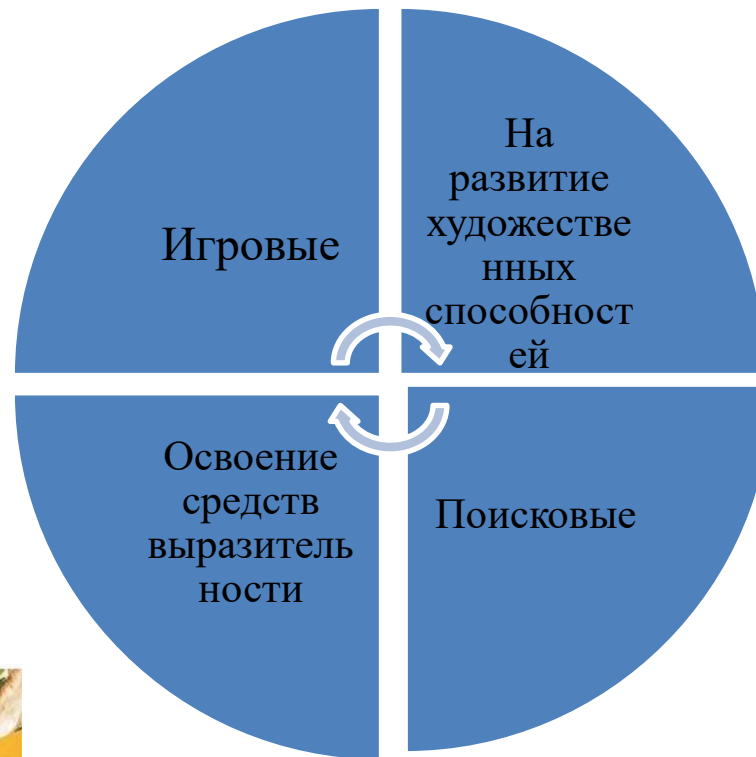 Игровые
На
развитие
художестве
нных
способност
ей
Освоение
средств
выразитель
ности
Поисковые